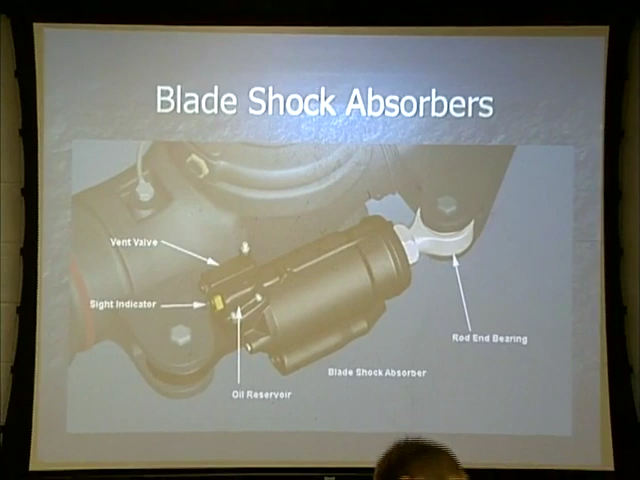 Blade Shock Absorbers
Vent Valve
Sight Indicator
Rod End Bearing
Blade Shock Absorber
Oil Reservoir